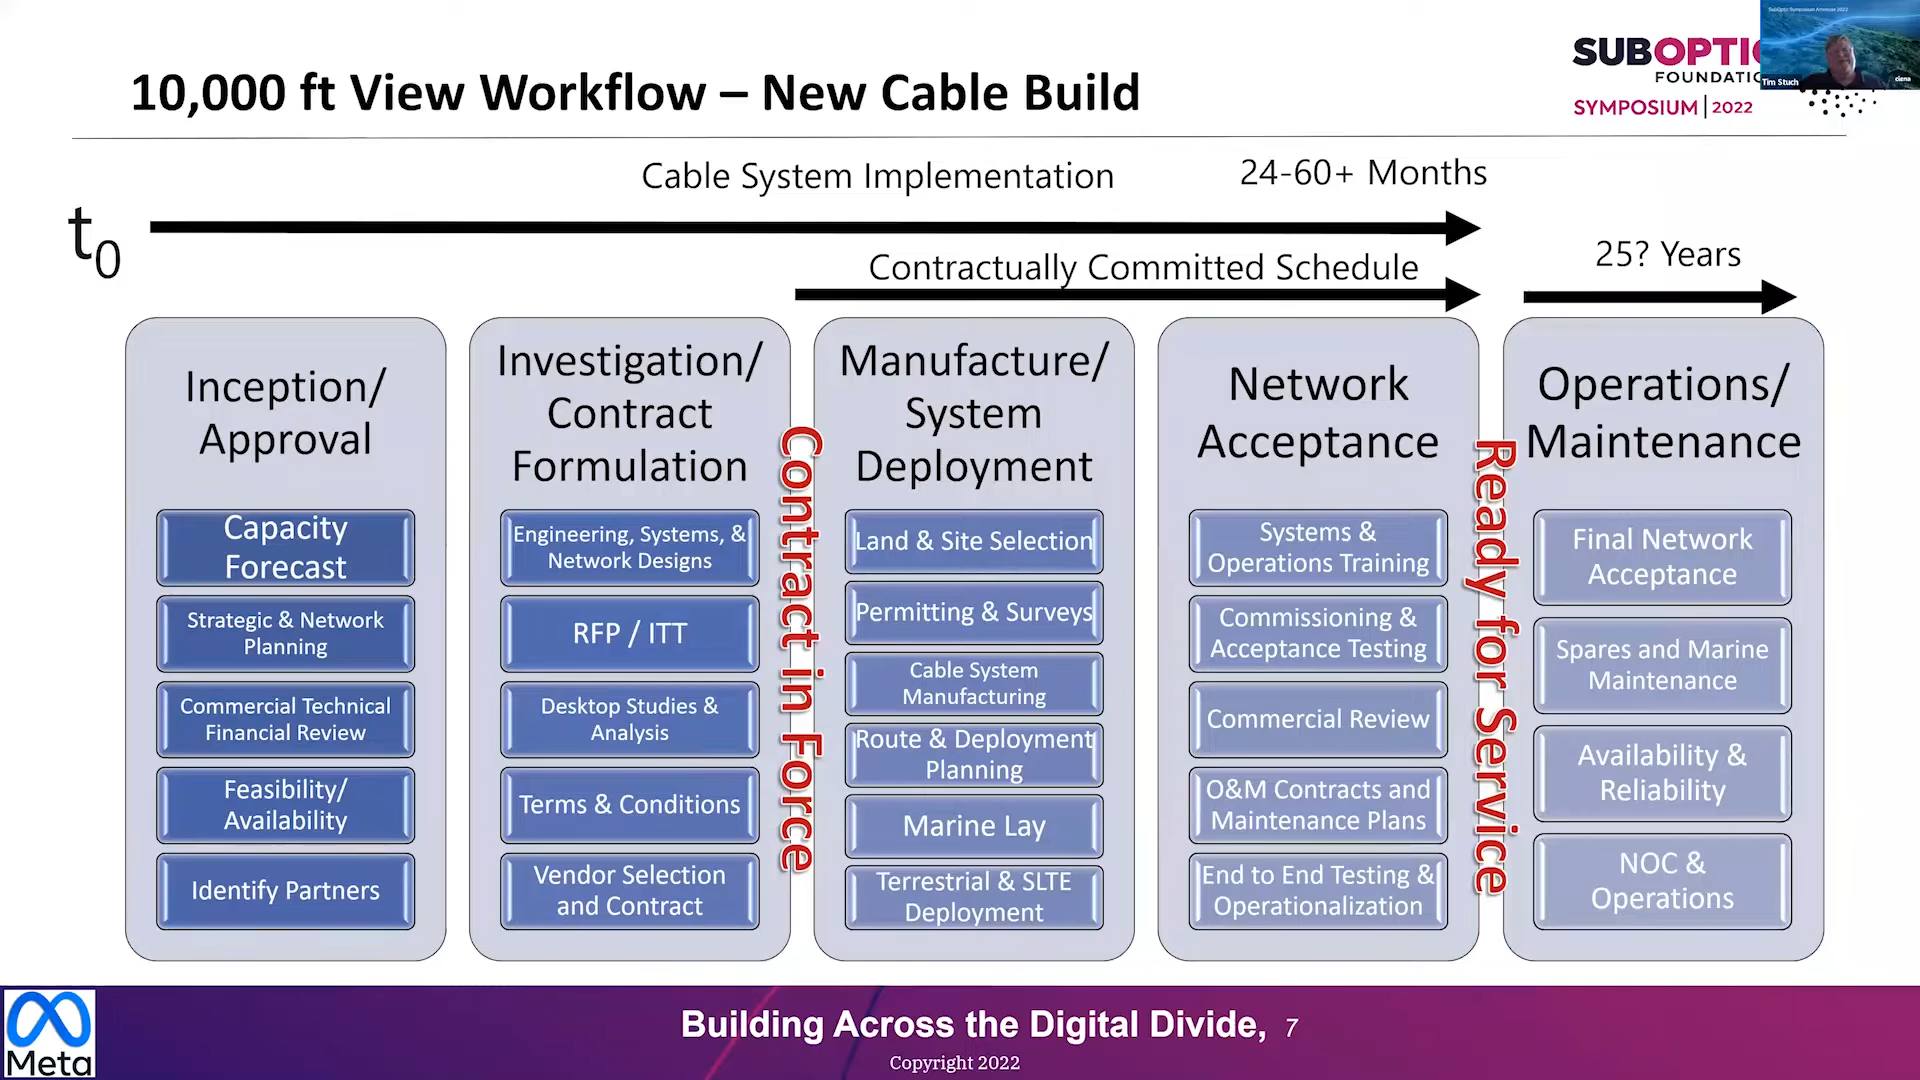 10,000 ft View Workflow – New Cable Build
SUBOPTIC
FOUNDATIO
SYMPOSIUM | 2022
SubOptic Symposium Americas 2022
Tim Stuch
ciena
Cable System Implementation
24-60+ Months
t0
Contractually Committed Schedule
25? Years
Inception/
Approval
Capacity
Forecast
Strategic & Network
Planning
Commercial Technical
Financial Review
Feasibility/
Availability
Identify Partners
Investigation/
Contract
Formulation
Engineering, Systems, &
Network Designs
RFP / ITT
Desktop Studies &
Analysis
Terms & Conditions
Vendor Selection
and Contract
Contract in Force
Manufacture/
System
Deployment
Land & Site Selection
Permitting & Surveys
Cable System
Manufacturing
Route & Deployment
Planning
Marine Lay
Terrestrial & SLTE
Deployment
Network
Acceptance
Systems &
Operations Training
Commissioning &
Acceptance Testing
Commercial Review
O&M Contracts and
Maintenance Plans
End to End Testing &
Operationalization
Ready for Service
Operations/
Maintenance
Final Network
Acceptance
Spares and Marine
Maintenance
Availability &
Reliability
NOC &
Operations
Meta
Building Across the Digital Divide, 7
Copyright 2022